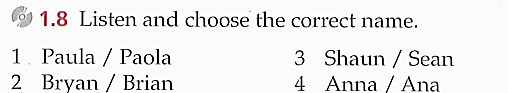 1.8 Listen and choose the correct name.
1 Paula / Paola
2 Bryan / Brian
3 Shaun / Sean
4 Anna / Ana